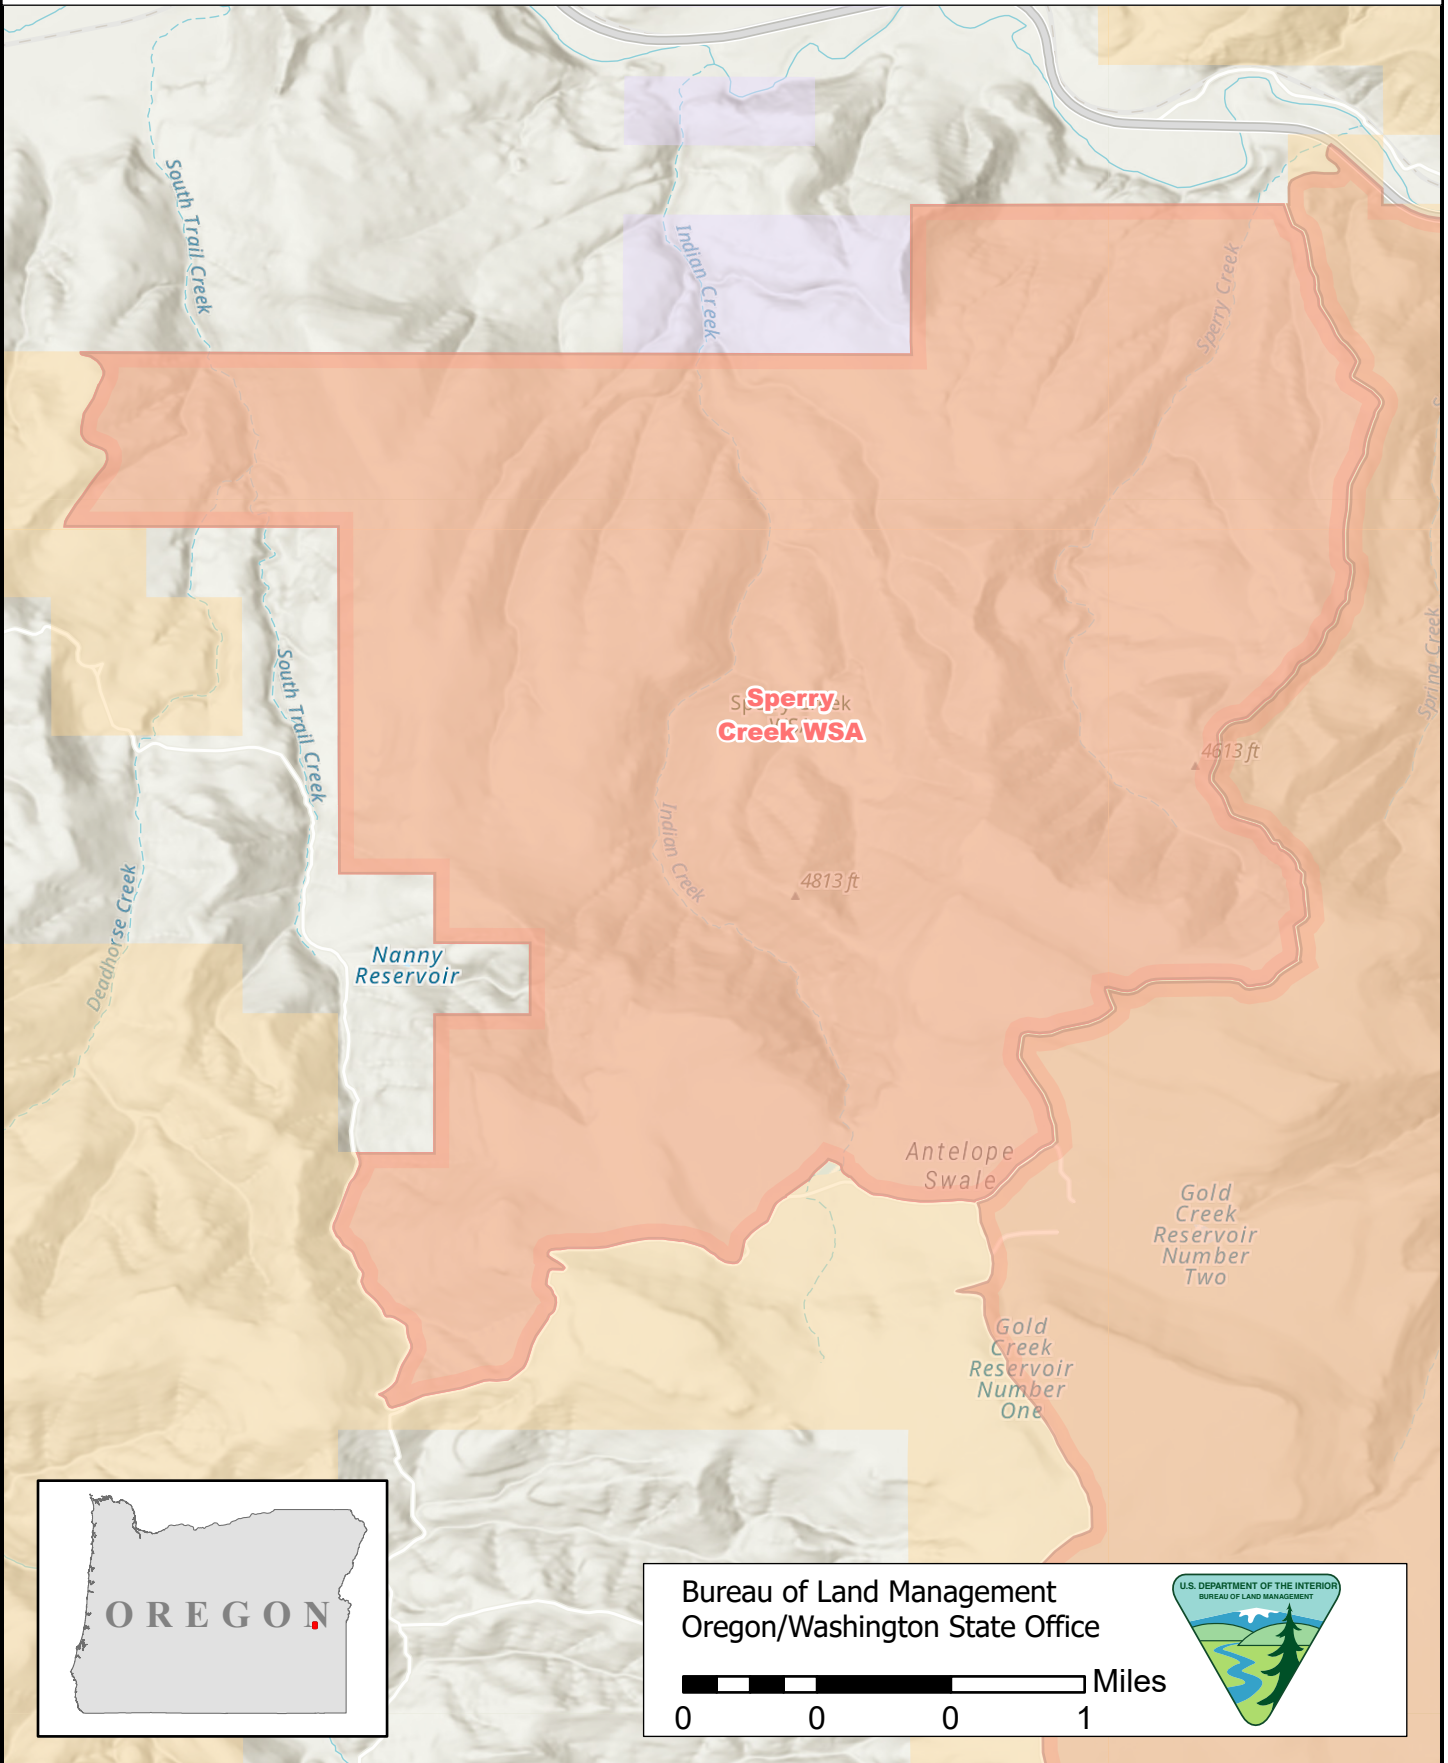 South Trail Creek
Indian Creek
Sperry Creek
South Trail Creek
Spring Creek
Sperry
Creek WSA
4613 ft
Indian Creek
4813 ft
Deadhorse Creek
Nanny
Reservoir
Antelope
Swale
Gold
Creek
Reservoir
Number
Two
Gold
Creek
Reservoir
Number
One
OREGON
Bureau of Land Management
Oregon/Washington State Office
Miles
0 0 0 1
U.S. DEPARTMENT OF THE INTERIOR
BUREAU OF LAND MANAGEMENT